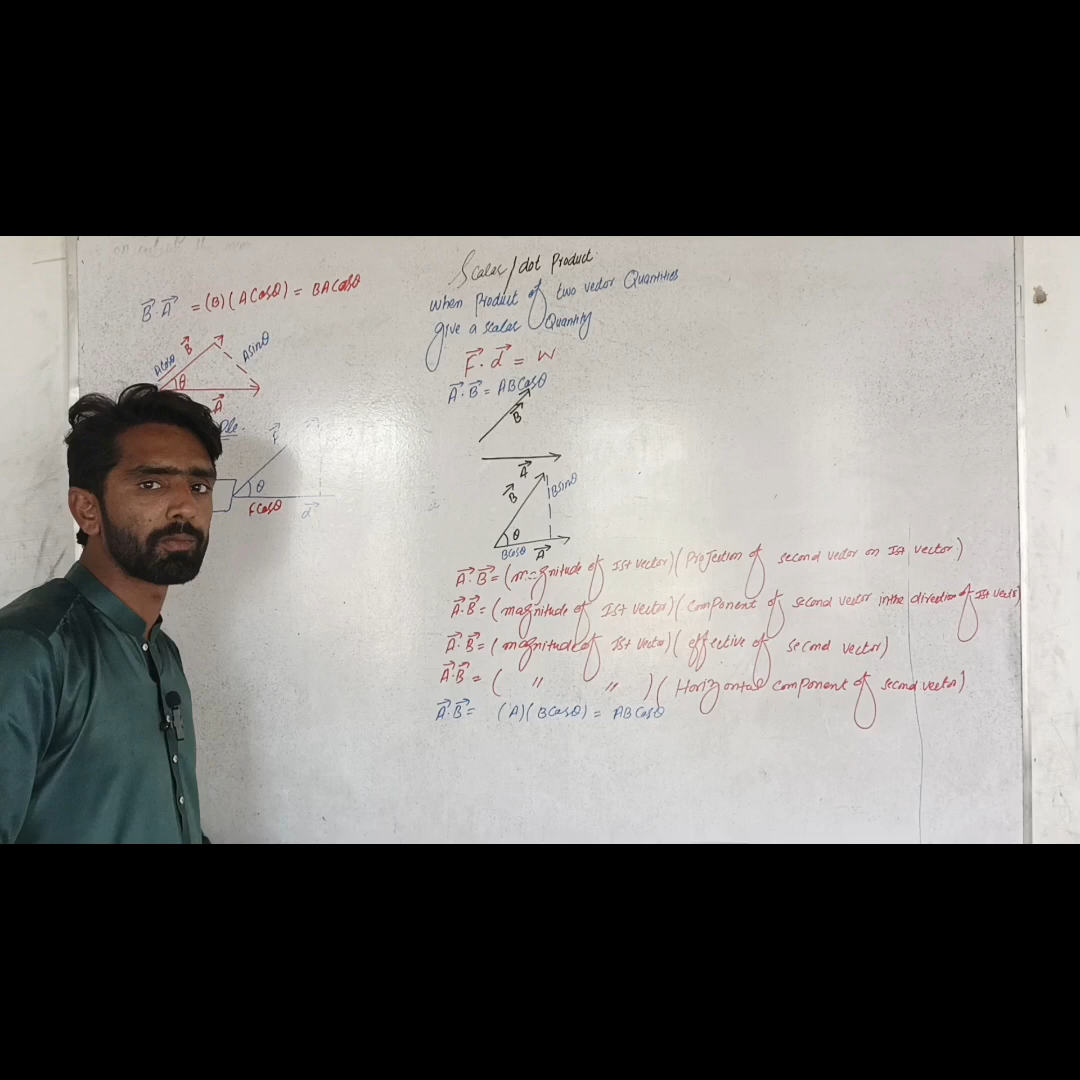 Scalar/dot Product
when Product of two vector Quantities
give a scalar Quantity
F⃗. d⃗ = W
A⃗.B⃗ = ABCosθ
B⃗
A⃗
B⃗ BSinθ
θ
BCosθ A⃗
A⃗.B⃗ = (magnitude of Ist vector)(Projection of second vector on Ist vector)
A⃗.B⃗ = (magnitude of Ist vector)(component of second vector in the direction of Ist vector)
A⃗.B⃗ = (magnitude of Ist vector)(effective of second vector)
A⃗.B⃗ = ( " " )(Horizontal component of second vector)
A⃗.B⃗ = (A)(BCosθ) = ABCosθ
B⃗.A⃗ = (B)(ACosθ) = BACosθ
ACosθ B⃗ ASinθ
θ
A⃗
ple.
F⃗
θ
FCosθ d⃗